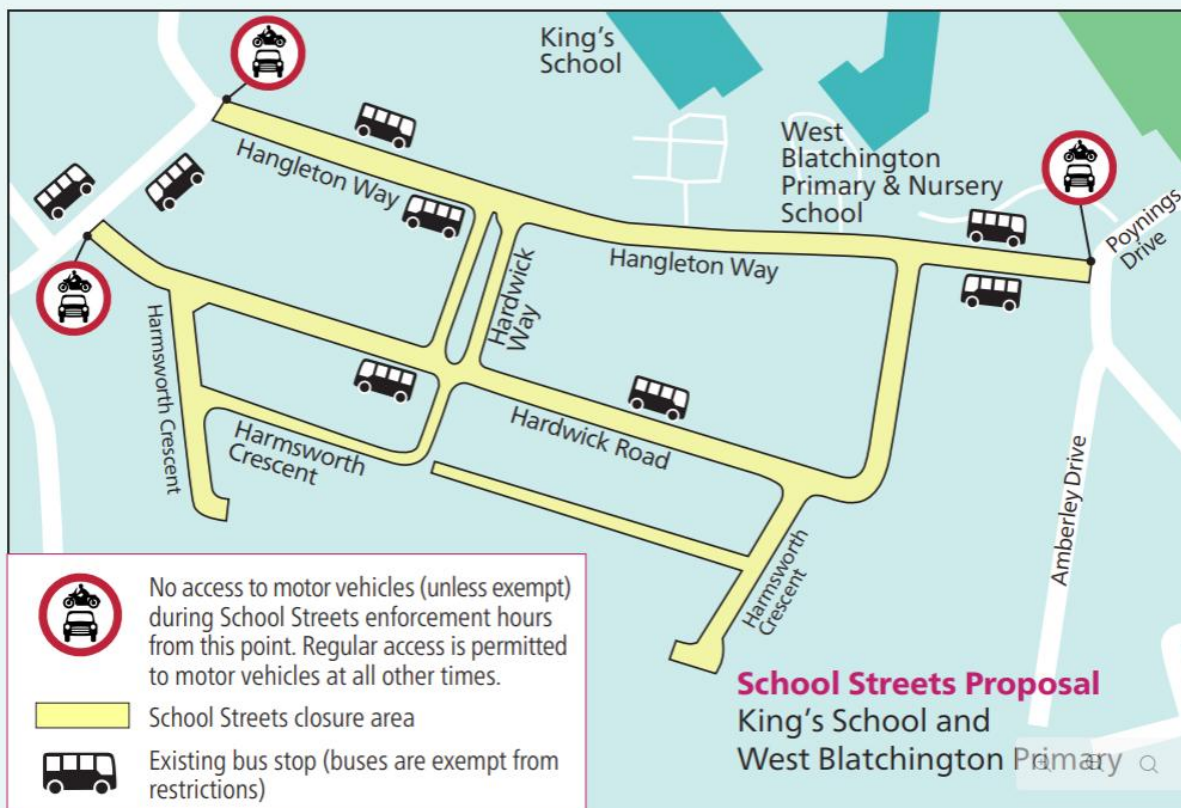 King's
School
West
Blatchington
Primary & Nursery
School
Hangleton Way
Poynings
Drive
Hangleton Way
Hardwick
Way
Harmsworth Crescent
Hardwick Road
Harmsworth
Crescent
Amberley Drive
Harmsworth
Crescent
No access to motor vehicles (unless exempt)
during School Streets enforcement hours
from this point. Regular access is permitted
to motor vehicles at all other times.
School Streets closure area
Existing bus stop (buses are exempt from
restrictions)
School Streets Proposal
King's School and
West Blatchington Primary